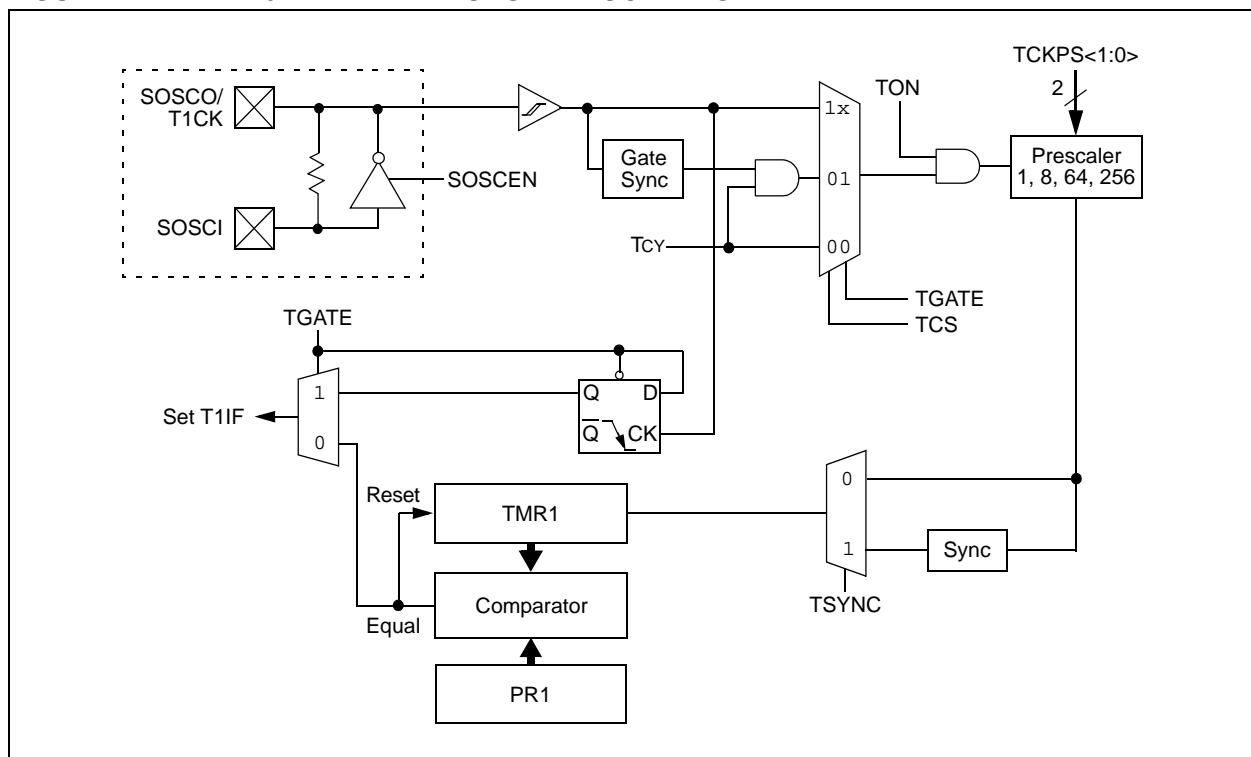 TCKPS<1:0>
2
SOSCO/
T1CK
TON
1x
Gate
Sync
Prescaler
1, 8, 64, 256
SOSCEN
01
SOSCI
TCY
00
TGATE
TCS
TGATE
1
Q
D
Set T1IF
Q
CK
0
0
Reset
TMR1
1
Sync
TSYNC
Comparator
Equal
PR1